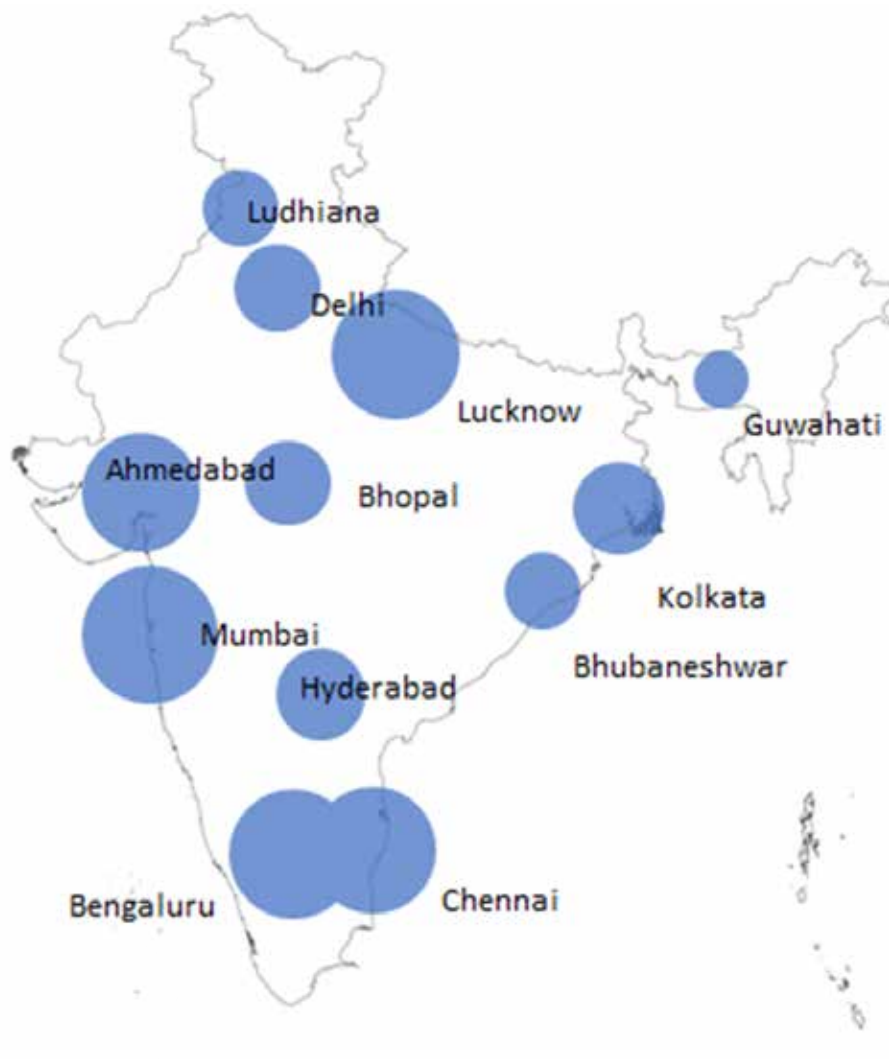 Ludhiana
Delhi
Lucknow
Guwahati
Ahmedabad
Bhopal
Kolkata
Mumbai
Bhubaneshwar
Hyderabad
Bengaluru
Chennai